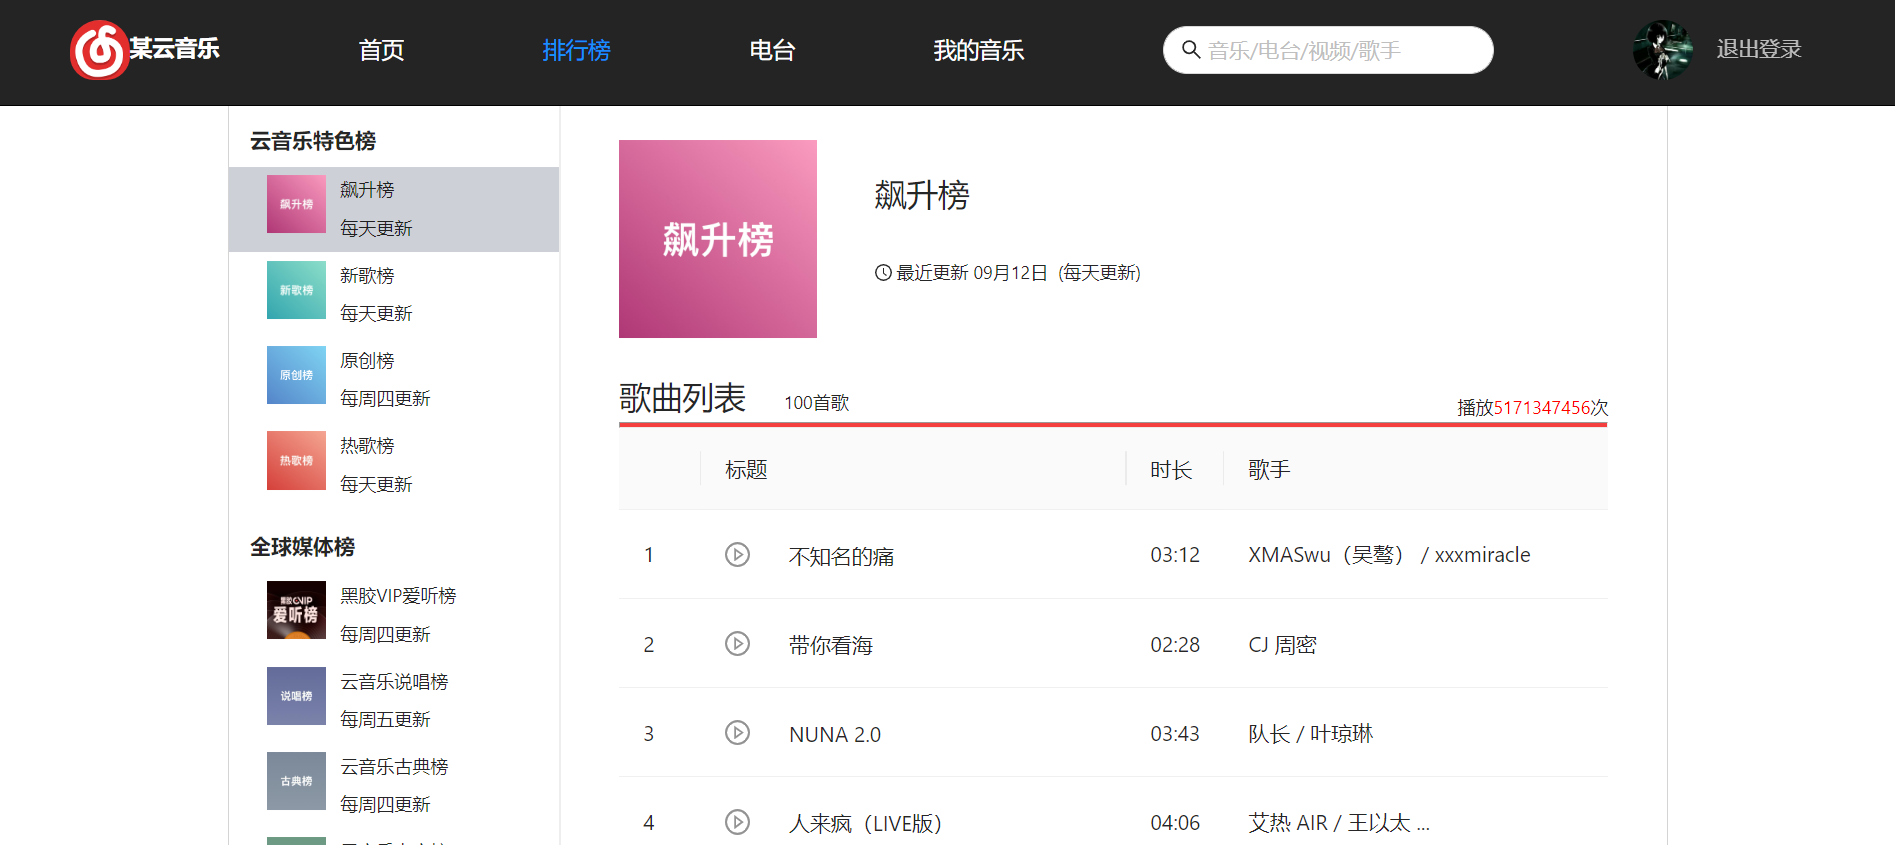 某云音乐
首页
排行榜
电台
我的音乐
音乐/电台/视频/歌手
退出登录
云音乐特色榜
飙升榜
飙升榜
每天更新
新歌榜
新歌榜
每天更新
原创榜
原创榜
每周四更新
热歌榜
热歌榜
每天更新
全球媒体榜
黑胶VIP
爱听榜
黑胶VIP爱听榜
每周四更新
说唱榜
云音乐说唱榜
每周五更新
古典榜
云音乐古典榜
每周四更新
飙升榜
飙升榜
最近更新 09月12日 (每天更新)
歌曲列表 100首歌 播放5171347456次
标题 时长 歌手
1 不知名的痛 03:12 XMASwu（吴骜） / xxxmiracle
2 带你看海 02:28 CJ 周密
3 NUNA 2.0 03:43 队长 / 叶琼琳
4 人来疯（LIVE版） 04:06 艾热 AIR / 王以太 ...